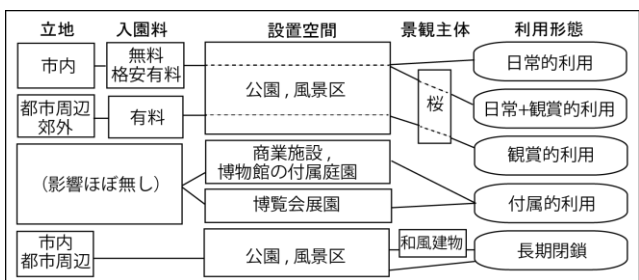 立地 入園料 設置空間 景観主体 利用形態
市内
無料
格安有料
公園，風景区
日常的利用
都市周辺
郊外
有料
桜
日常+観賞的利用
観賞的利用
(影響ほぼ無し)
商業施設，
博物館の付属庭園
博覧会展園
付属的利用
市内
都市周辺
公園，風景区
和風建物
長期閉鎖